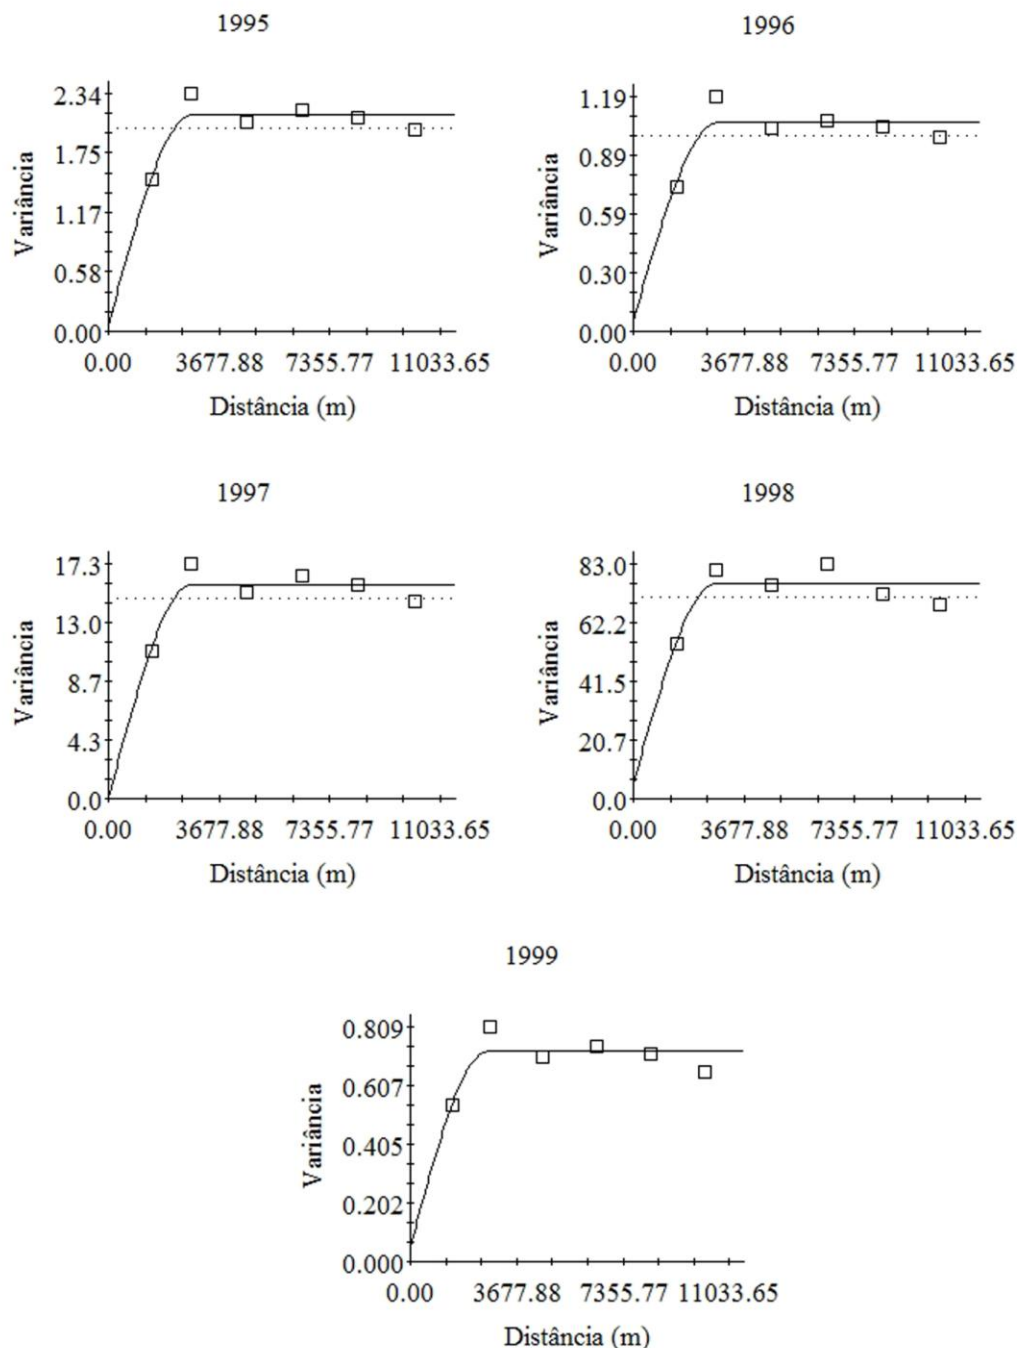 1995
1996
Variância
2.34
1.75
1.17
0.58
0.00
0.00 3677.88 7355.77 11033.65
Distância (m)
Variância
1.19
0.89
0.59
0.30
0.00
0.00 3677.88 7355.77 11033.65
Distância (m)
1997
1998
Variância
17.3
13.0
8.7
4.3
0.0
0.00 3677.88 7355.77 11033.65
Distância (m)
Variância
83.0
62.2
41.5
20.7
0.0
0.00 3677.88 7355.77 11033.65
Distância (m)
1999
Variância
0.809
0.607
0.405
0.202
0.000
0.00 3677.88 7355.77 11033.65
Distância (m)